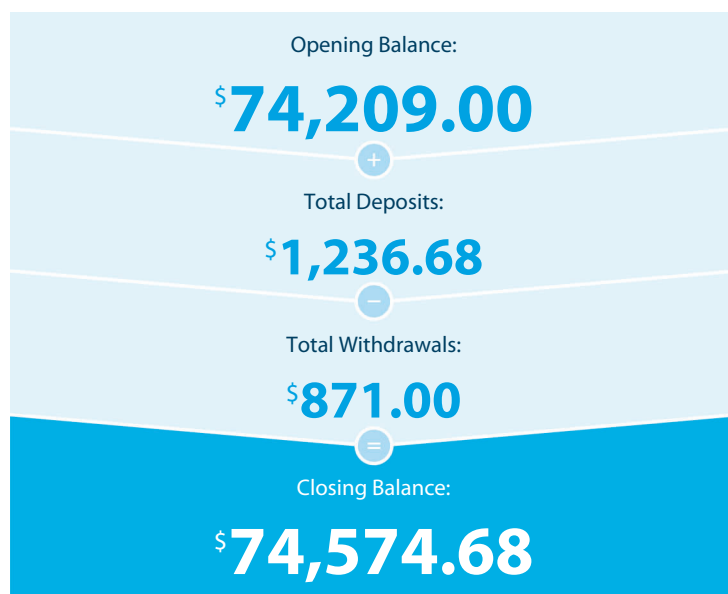 Opening Balance:
$74,209.00
+
Total Deposits:
$1,236.68
−
Total Withdrawals:
$871.00
=
Closing Balance:
$74,574.68